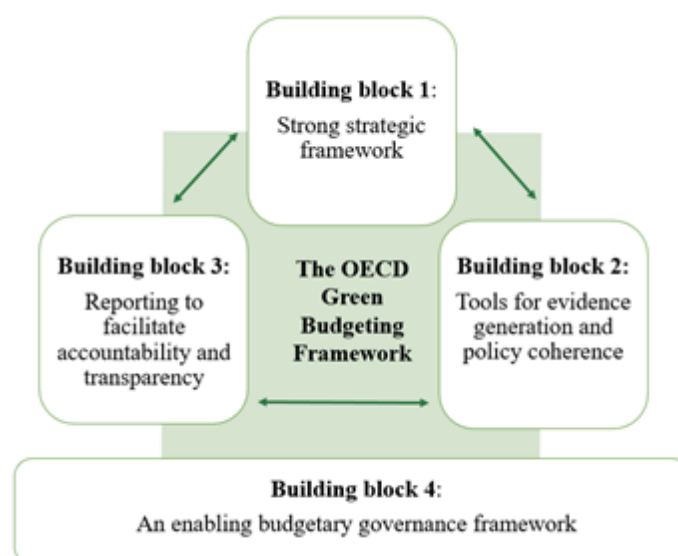 Building block 1:
Strong strategic
framework
Building block 3:
Reporting to
facilitate
accountability and
transparency
The OECD
Green
Budgeting
Framework
Building block 2:
Tools for evidence
generation and
policy coherence
Building block 4:
An enabling budgetary governance framework